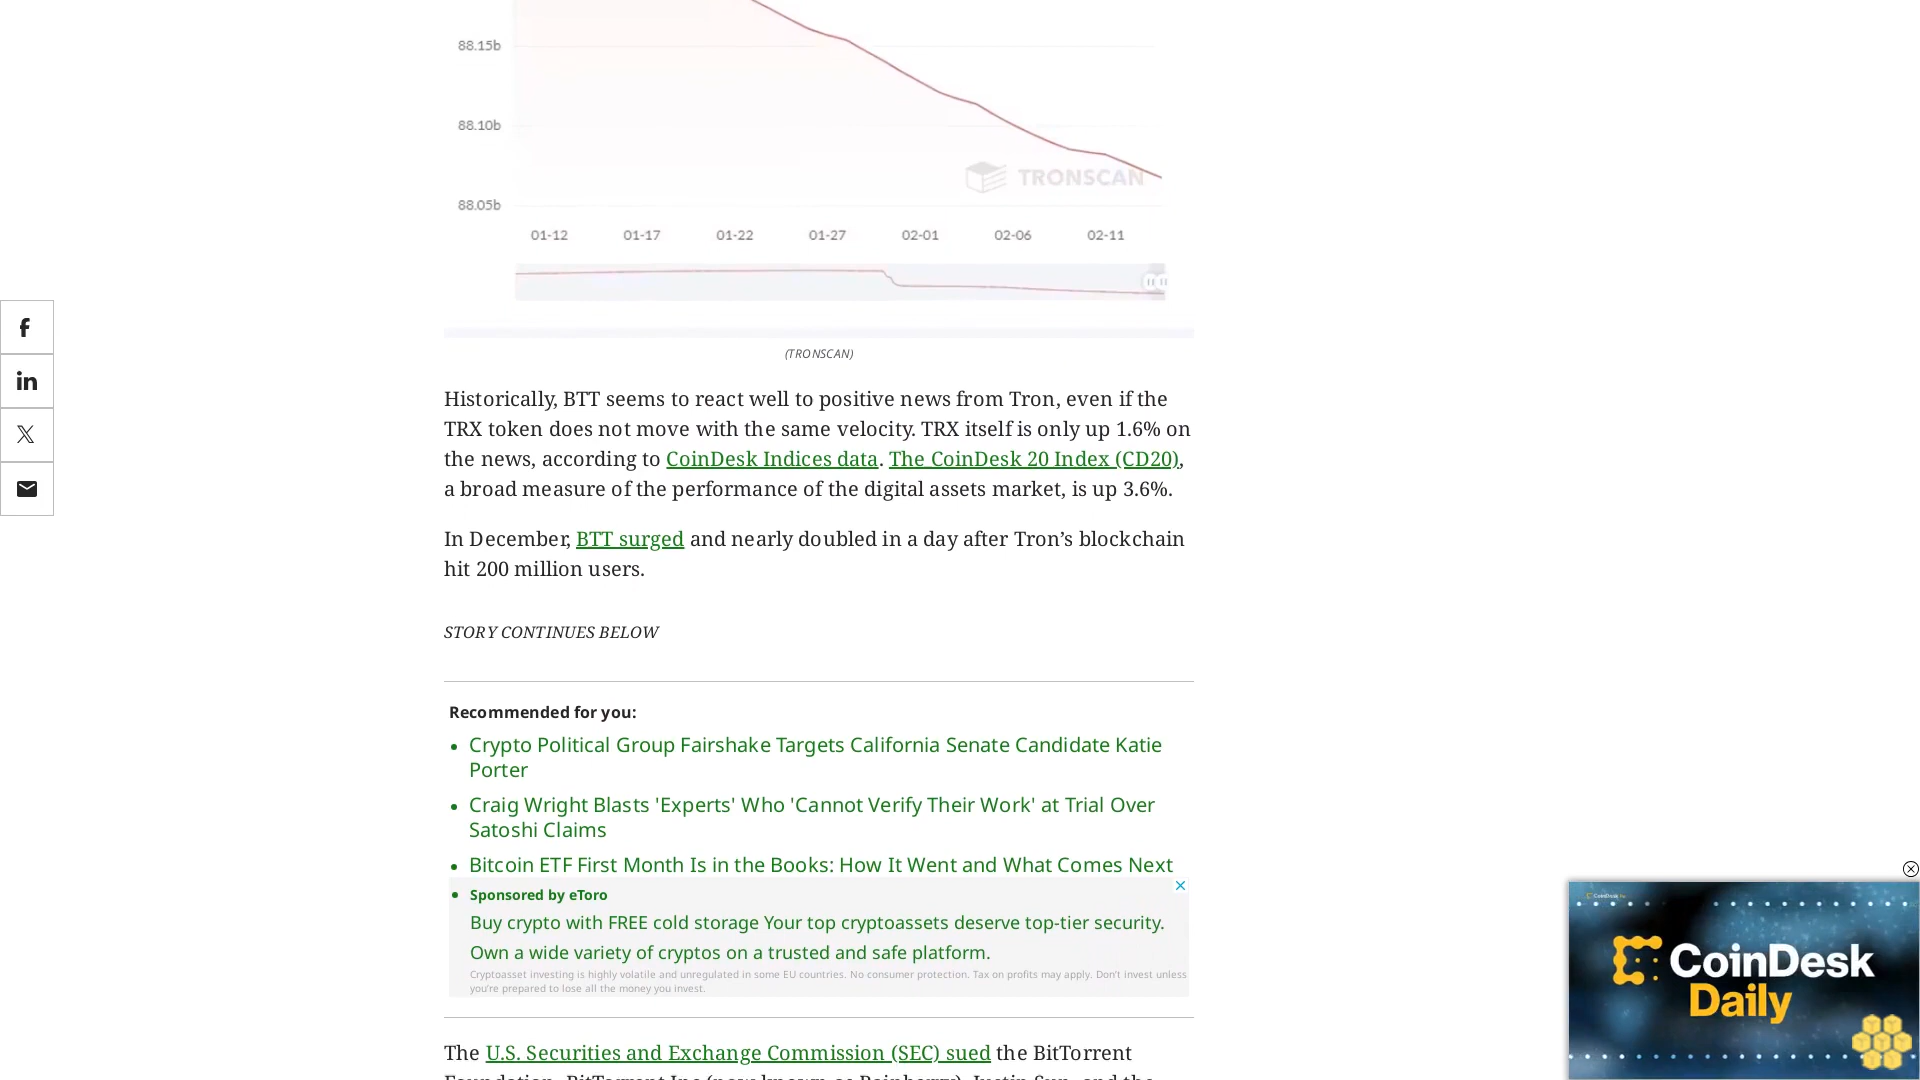 88.15b
88.10b
TRONSCAN
88.05b
01-12 01-17 01-22 01-27 02-01 02-06 02-11
(TRONSCAN)
Historically, BTT seems to react well to positive news from Tron, even if the
TRX token does not move with the same velocity. TRX itself is only up 1.6% on
the news, according to CoinDesk Indices data. The CoinDesk 20 Index (CD20),
a broad measure of the performance of the digital assets market, is up 3.6%.
In December, BTT surged and nearly doubled in a day after Tron’s blockchain
hit 200 million users.
STORY CONTINUES BELOW
Recommended for you:
• Crypto Political Group Fairshake Targets California Senate Candidate Katie
Porter
• Craig Wright Blasts 'Experts' Who 'Cannot Verify Their Work' at Trial Over
Satoshi Claims
• Bitcoin ETF First Month Is in the Books: How It Went and What Comes Next
• Sponsored by eToro
Buy crypto with FREE cold storage Your top cryptoassets deserve top-tier security.
Own a wide variety of cryptos on a trusted and safe platform.
Cryptoasset investing is highly volatile and unregulated in some EU countries. No consumer protection. Tax on profits may apply. Don’t invest unless
you’re prepared to lose all the money you invest.
The U.S. Securities and Exchange Commission (SEC) sued the BitTorrent
Foundation, BitTorrent Inc (now known as Rainberry), Justin Sun, and the
CoinDesk
Daily